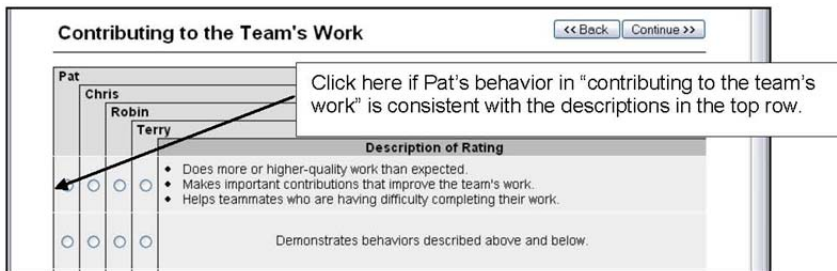 Contributing to the Team's Work
<< Back Continue >>
Pat
Click here if Pat's behavior in "contributing to the team's
work" is consistent with the descriptions in the top row.
Chris
Robin
Terry
Description of Rating
• Does more or higher-quality work than expected.
• Makes important contributions that improve the team's work.
• Helps teammates who are having difficulty completing their work.
Demonstrates behaviors described above and below.